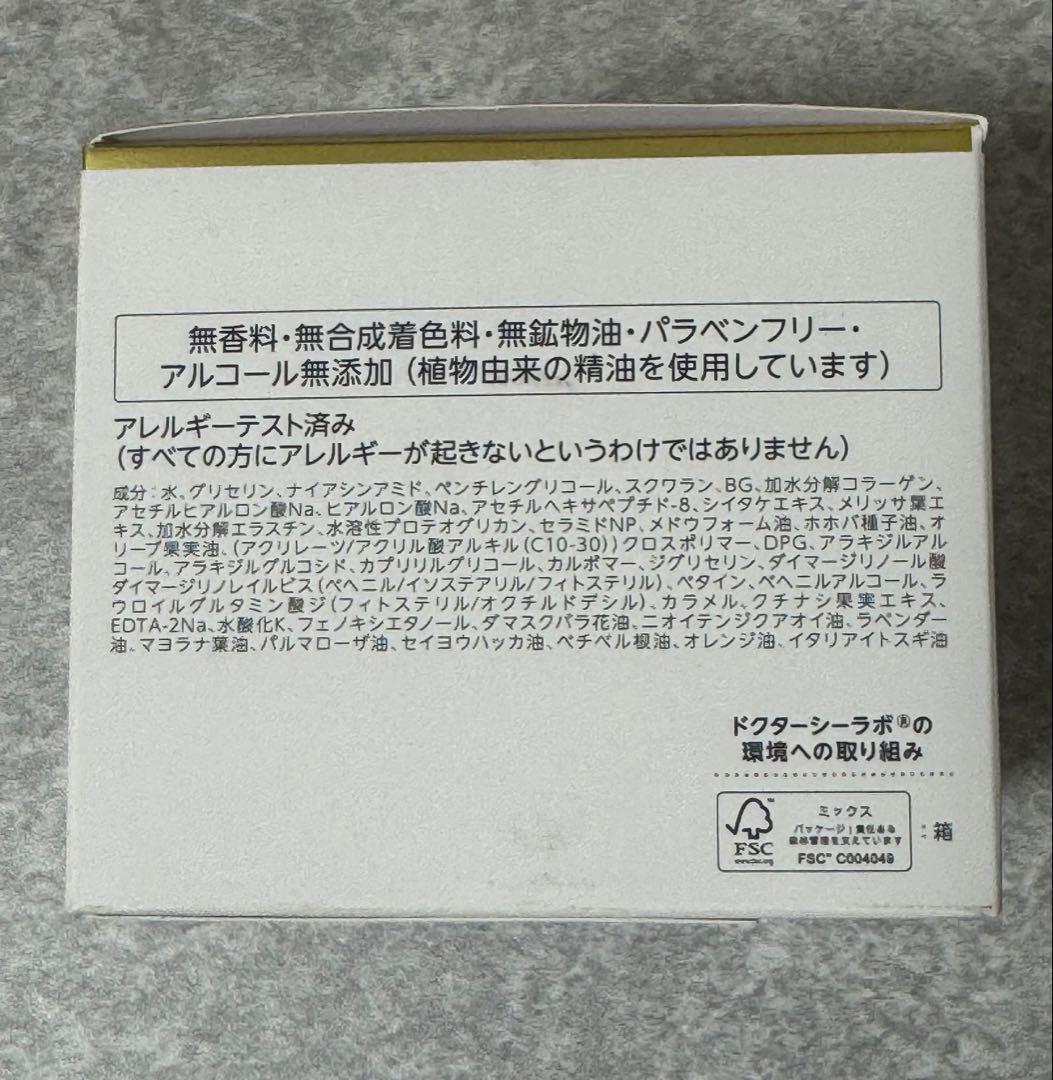 無香料・無合成着色料・無鉱物油・パラベンフリー・
アルコール無添加 (植物由来の精油を使用しています)
アレルギーテスト済み
(すべての方にアレルギーが起きないというわけではありません)
成分：水、グリセリン、ナイアシンアミド、ペンチレングリコール、スクワラン、BG、加水分解コラーゲン、
アセチルヒアルロン酸Na、ヒアルロン酸Na、アセチルヘキサペプチド-8、シイタケエキス、メリッサ葉エ
キス、加水分解エラスチン、水溶性プロテオグリカン、セラミドNP、メドウフォーム油、ホホバ種子油、オ
リーブ果実油、(アクリレーツ/アクリル酸アルキル(C10-30))クロスポリマー、DPG、アラキジルアル
コール、アラキジルグルコシド、カプリリルグリコール、カルボマー、ジグリセリン、ダイマージリノール酸
ダイマージリノレイルビス(ベヘニル/イソステアリル/フィトステリル)、ベタイン、ベヘニルアルコール、ラ
ウロイルグルタミン酸ジ(フィトステリル/オクチルドデシル)、カラメル、クチナシ果実エキス、
EDTA-2Na、水酸化K、フェノキシエタノール、ダマスクバラ花油、ニオイテンジクアオイ油、ラベンダー
油、マヨラナ葉油、パルマローザ油、セイヨウハッカ油、ベチベル根油、オレンジ油、イタリアイトスギ油
ドクターシーラボ®の
環境への取り組み
ミックス
パッケージ｜責任ある
森林管理を支えています
FSC™ C004049
FSC
www.fsc.org
箱